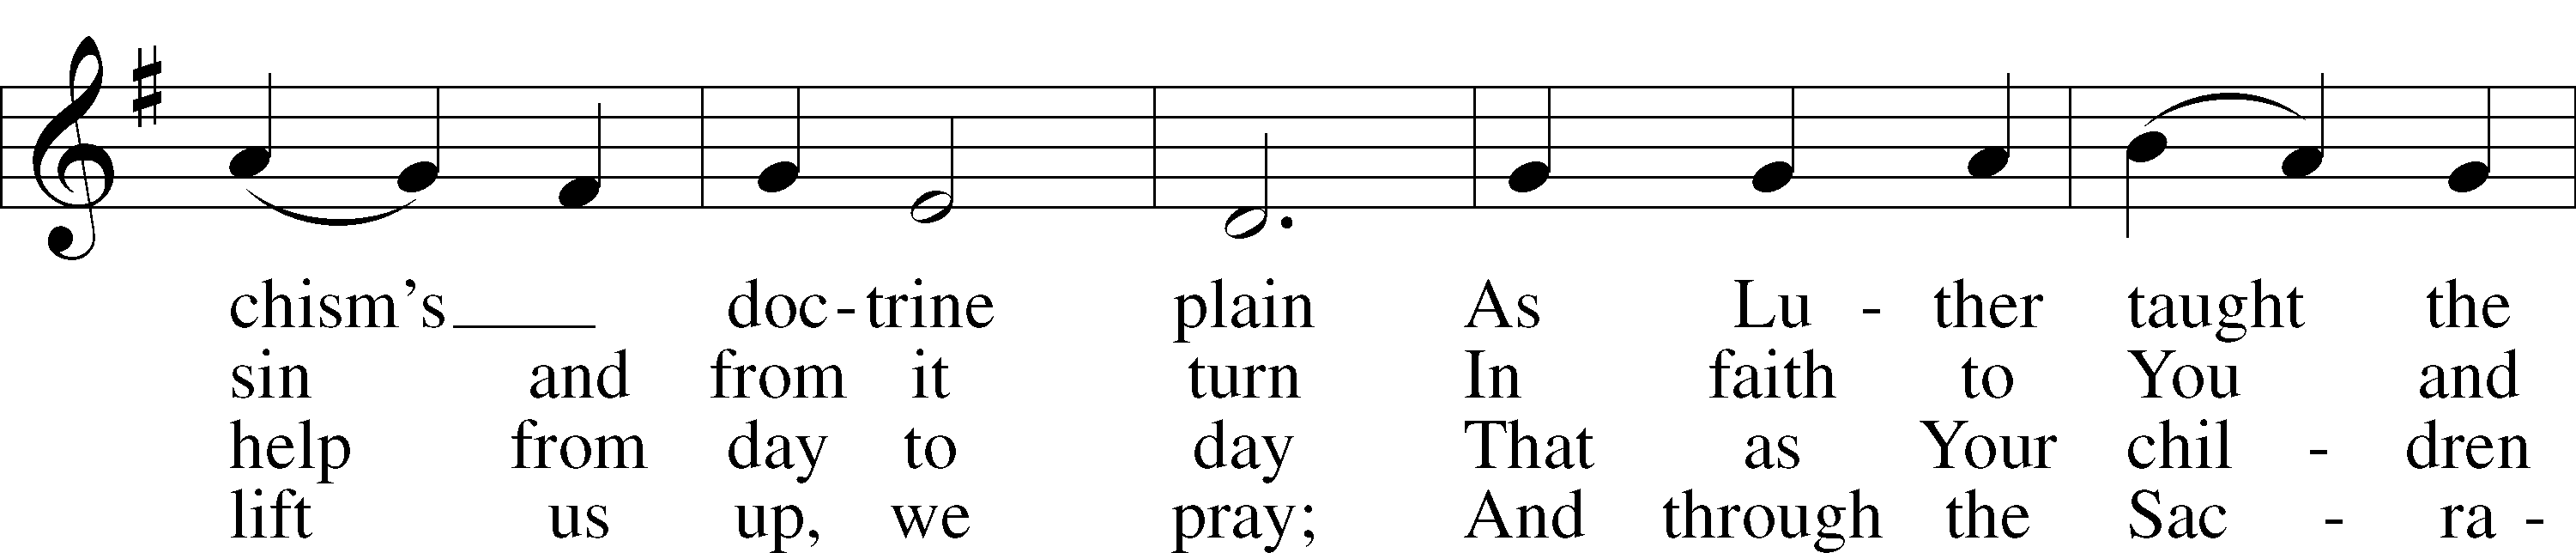 chism’s____ doc-trine plain As Lu - ther taught the
sin and from it turn In faith to You and
help from day to day That as Your chil - dren
lift us up, we pray; And through the Sac - ra -